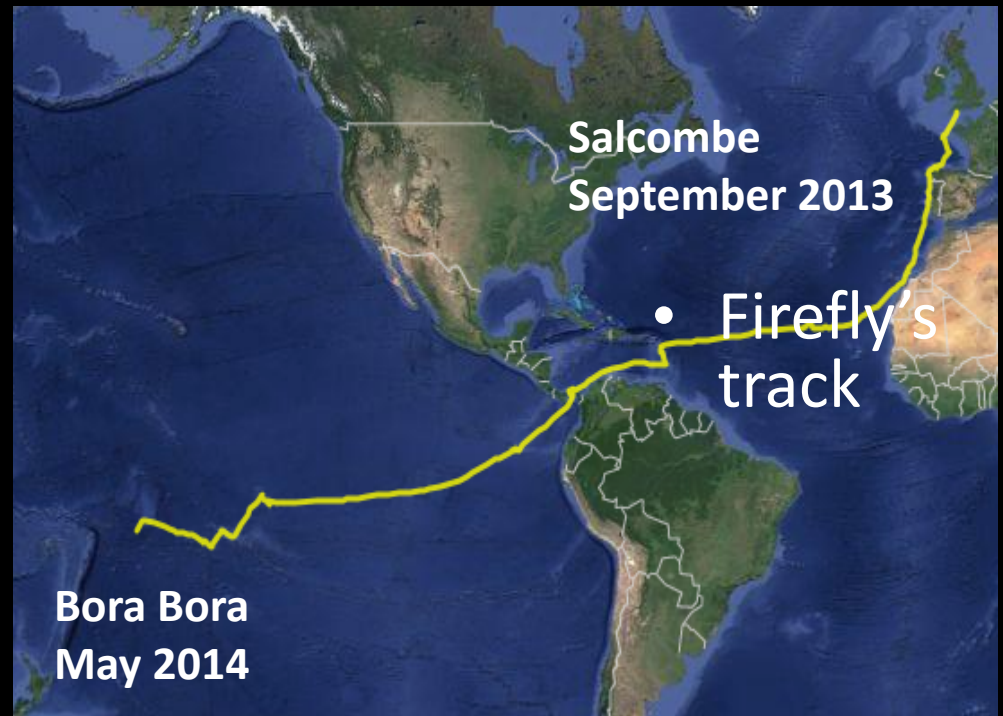 Salcombe
September 2013
• Firefly’s
track
Bora Bora
May 2014